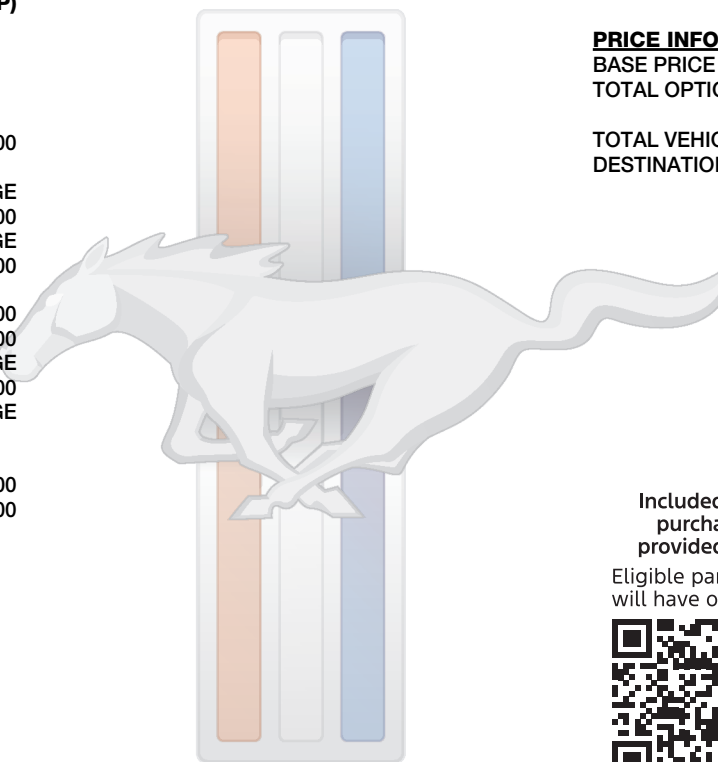 P)
00
GE
00
GE
00
00
00
GE
00
GE
00
00
PRICE INFO
BASE PRICE
TOTAL OPTIO
TOTAL VEHIC
DESTINATION
Included
purcha
provided
Eligible par
will have o